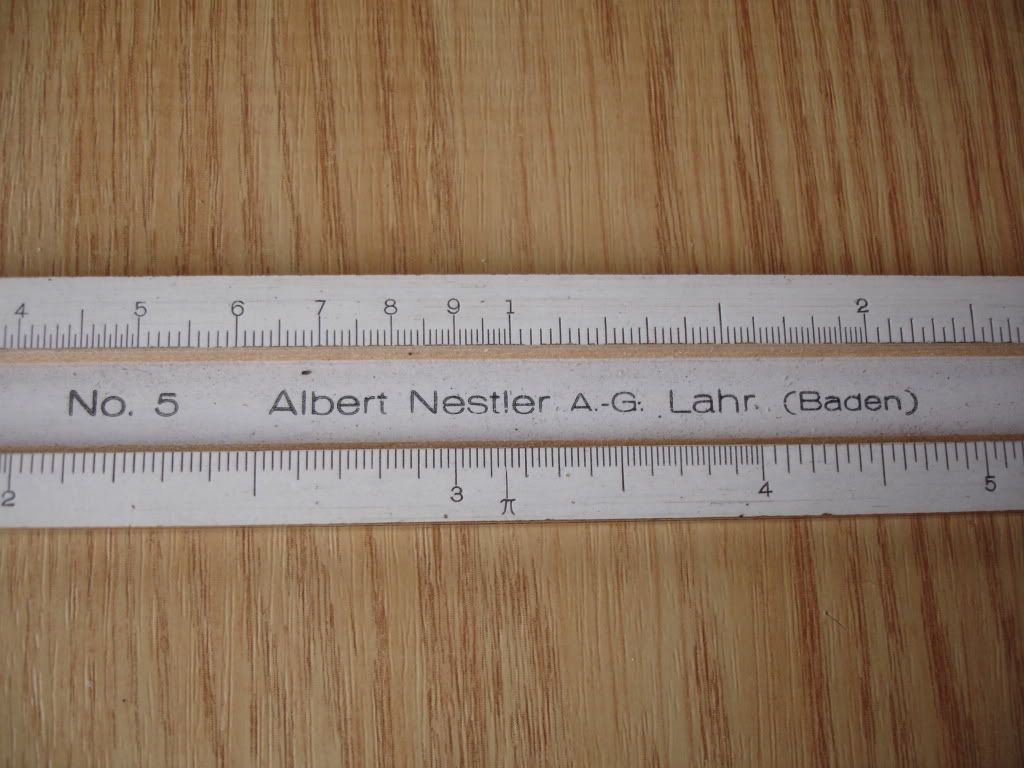 4 5 6 7 8 9 1 2
No. 5 Albert Nestler A.-G. Lahr. (Baden)
2 3 π 4 5